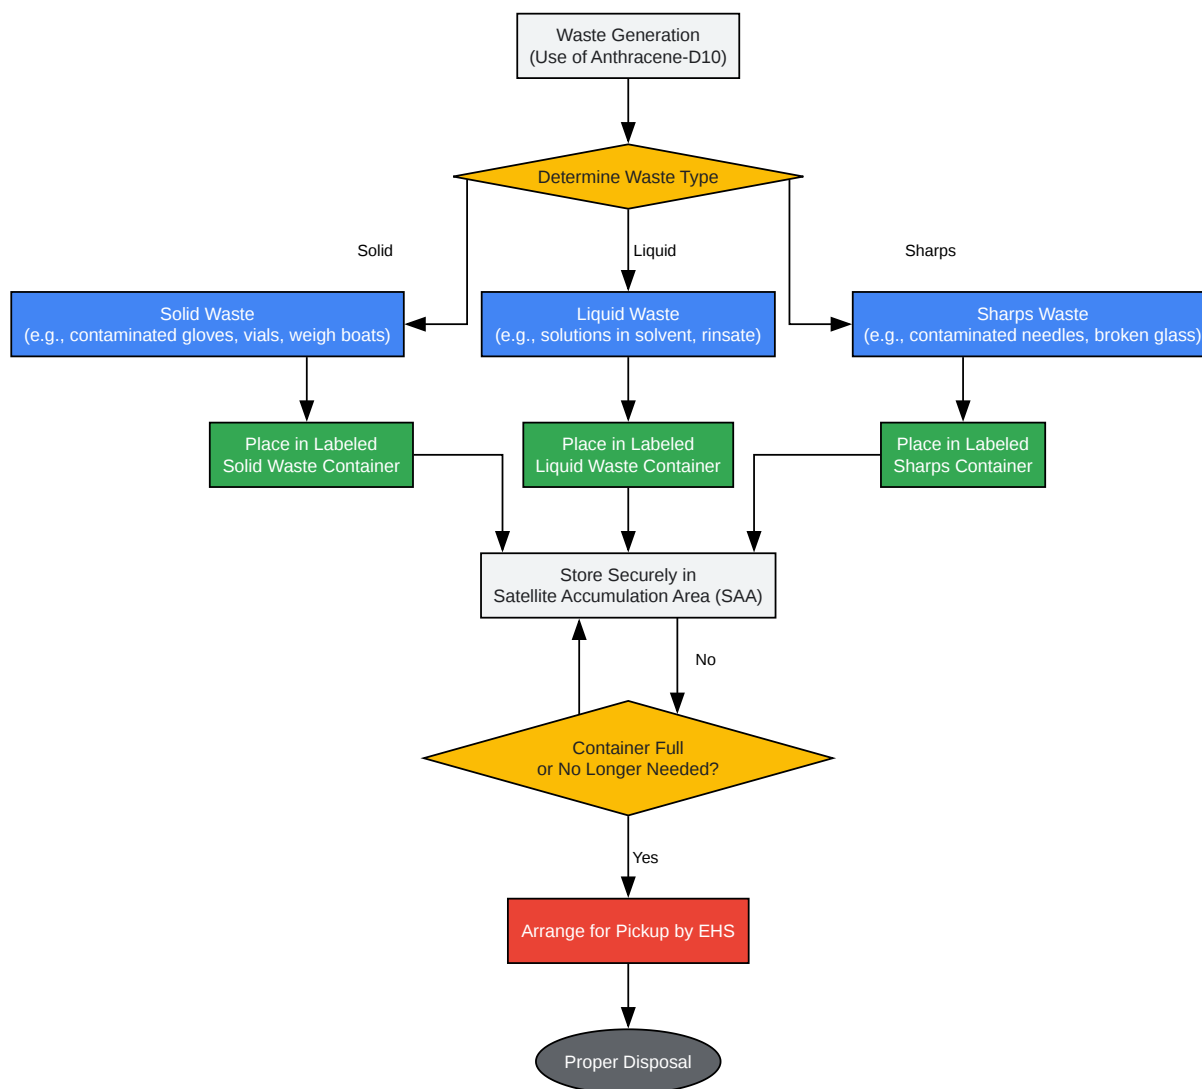 Waste Generation
(Use of Anthracene-D10)
Determine Waste Type
Solid
Liquid
Sharps
Solid Waste
(e.g., contaminated gloves, vials, weigh boats)
Liquid Waste
(e.g., solutions in solvent, rinsate)
Sharps Waste
(e.g., contaminated needles, broken glass)
Place in Labeled
Solid Waste Container
Place in Labeled
Liquid Waste Container
Place in Labeled
Sharps Container
Store Securely in
Satellite Accumulation Area (SAA)
No
Container Full
or No Longer Needed?
Yes
Arrange for Pickup by EHS
Proper Disposal